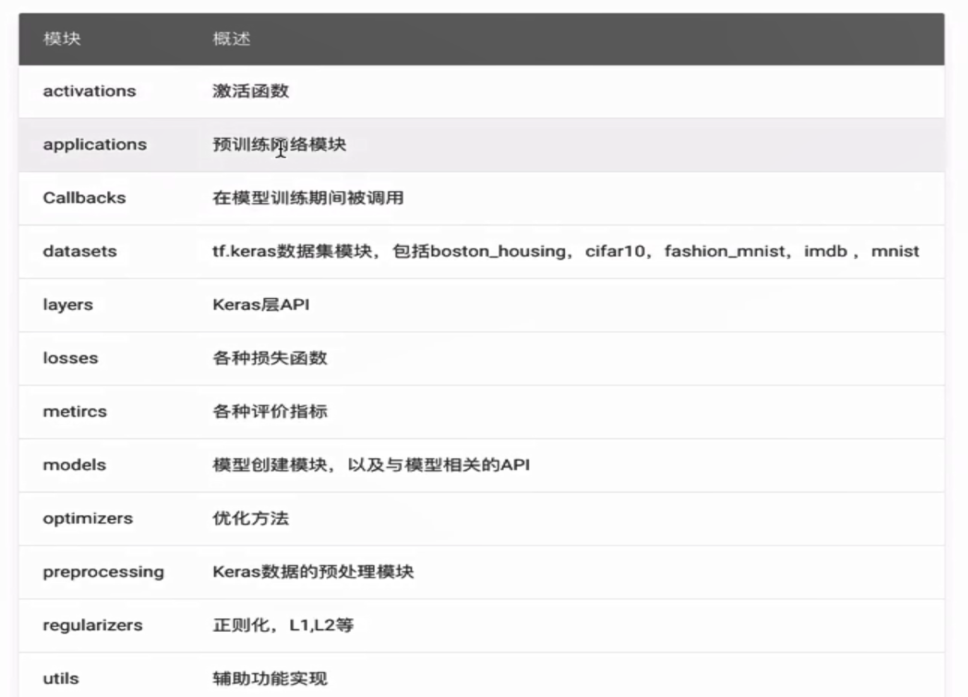 模块 概述
activations 激活函数
applications 预训练网络模块
Callbacks 在模型训练期间被调用
datasets tf.keras数据集模块，包括boston_housing，cifar10，fashion_mnist，imdb ，mnist
layers Keras层API
losses 各种损失函数
metircs 各种评价指标
models 模型创建模块，以及与模型相关的API
optimizers 优化方法
preprocessing Keras数据的预处理模块
regularizers 正则化，L1,L2等
utils 辅助功能实现